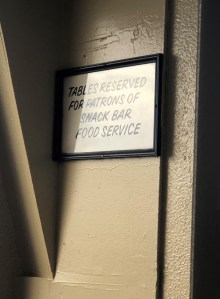 TABLES RESERVED
FOR PATRONS OF
SNACK BAR
FOOD SERVICE